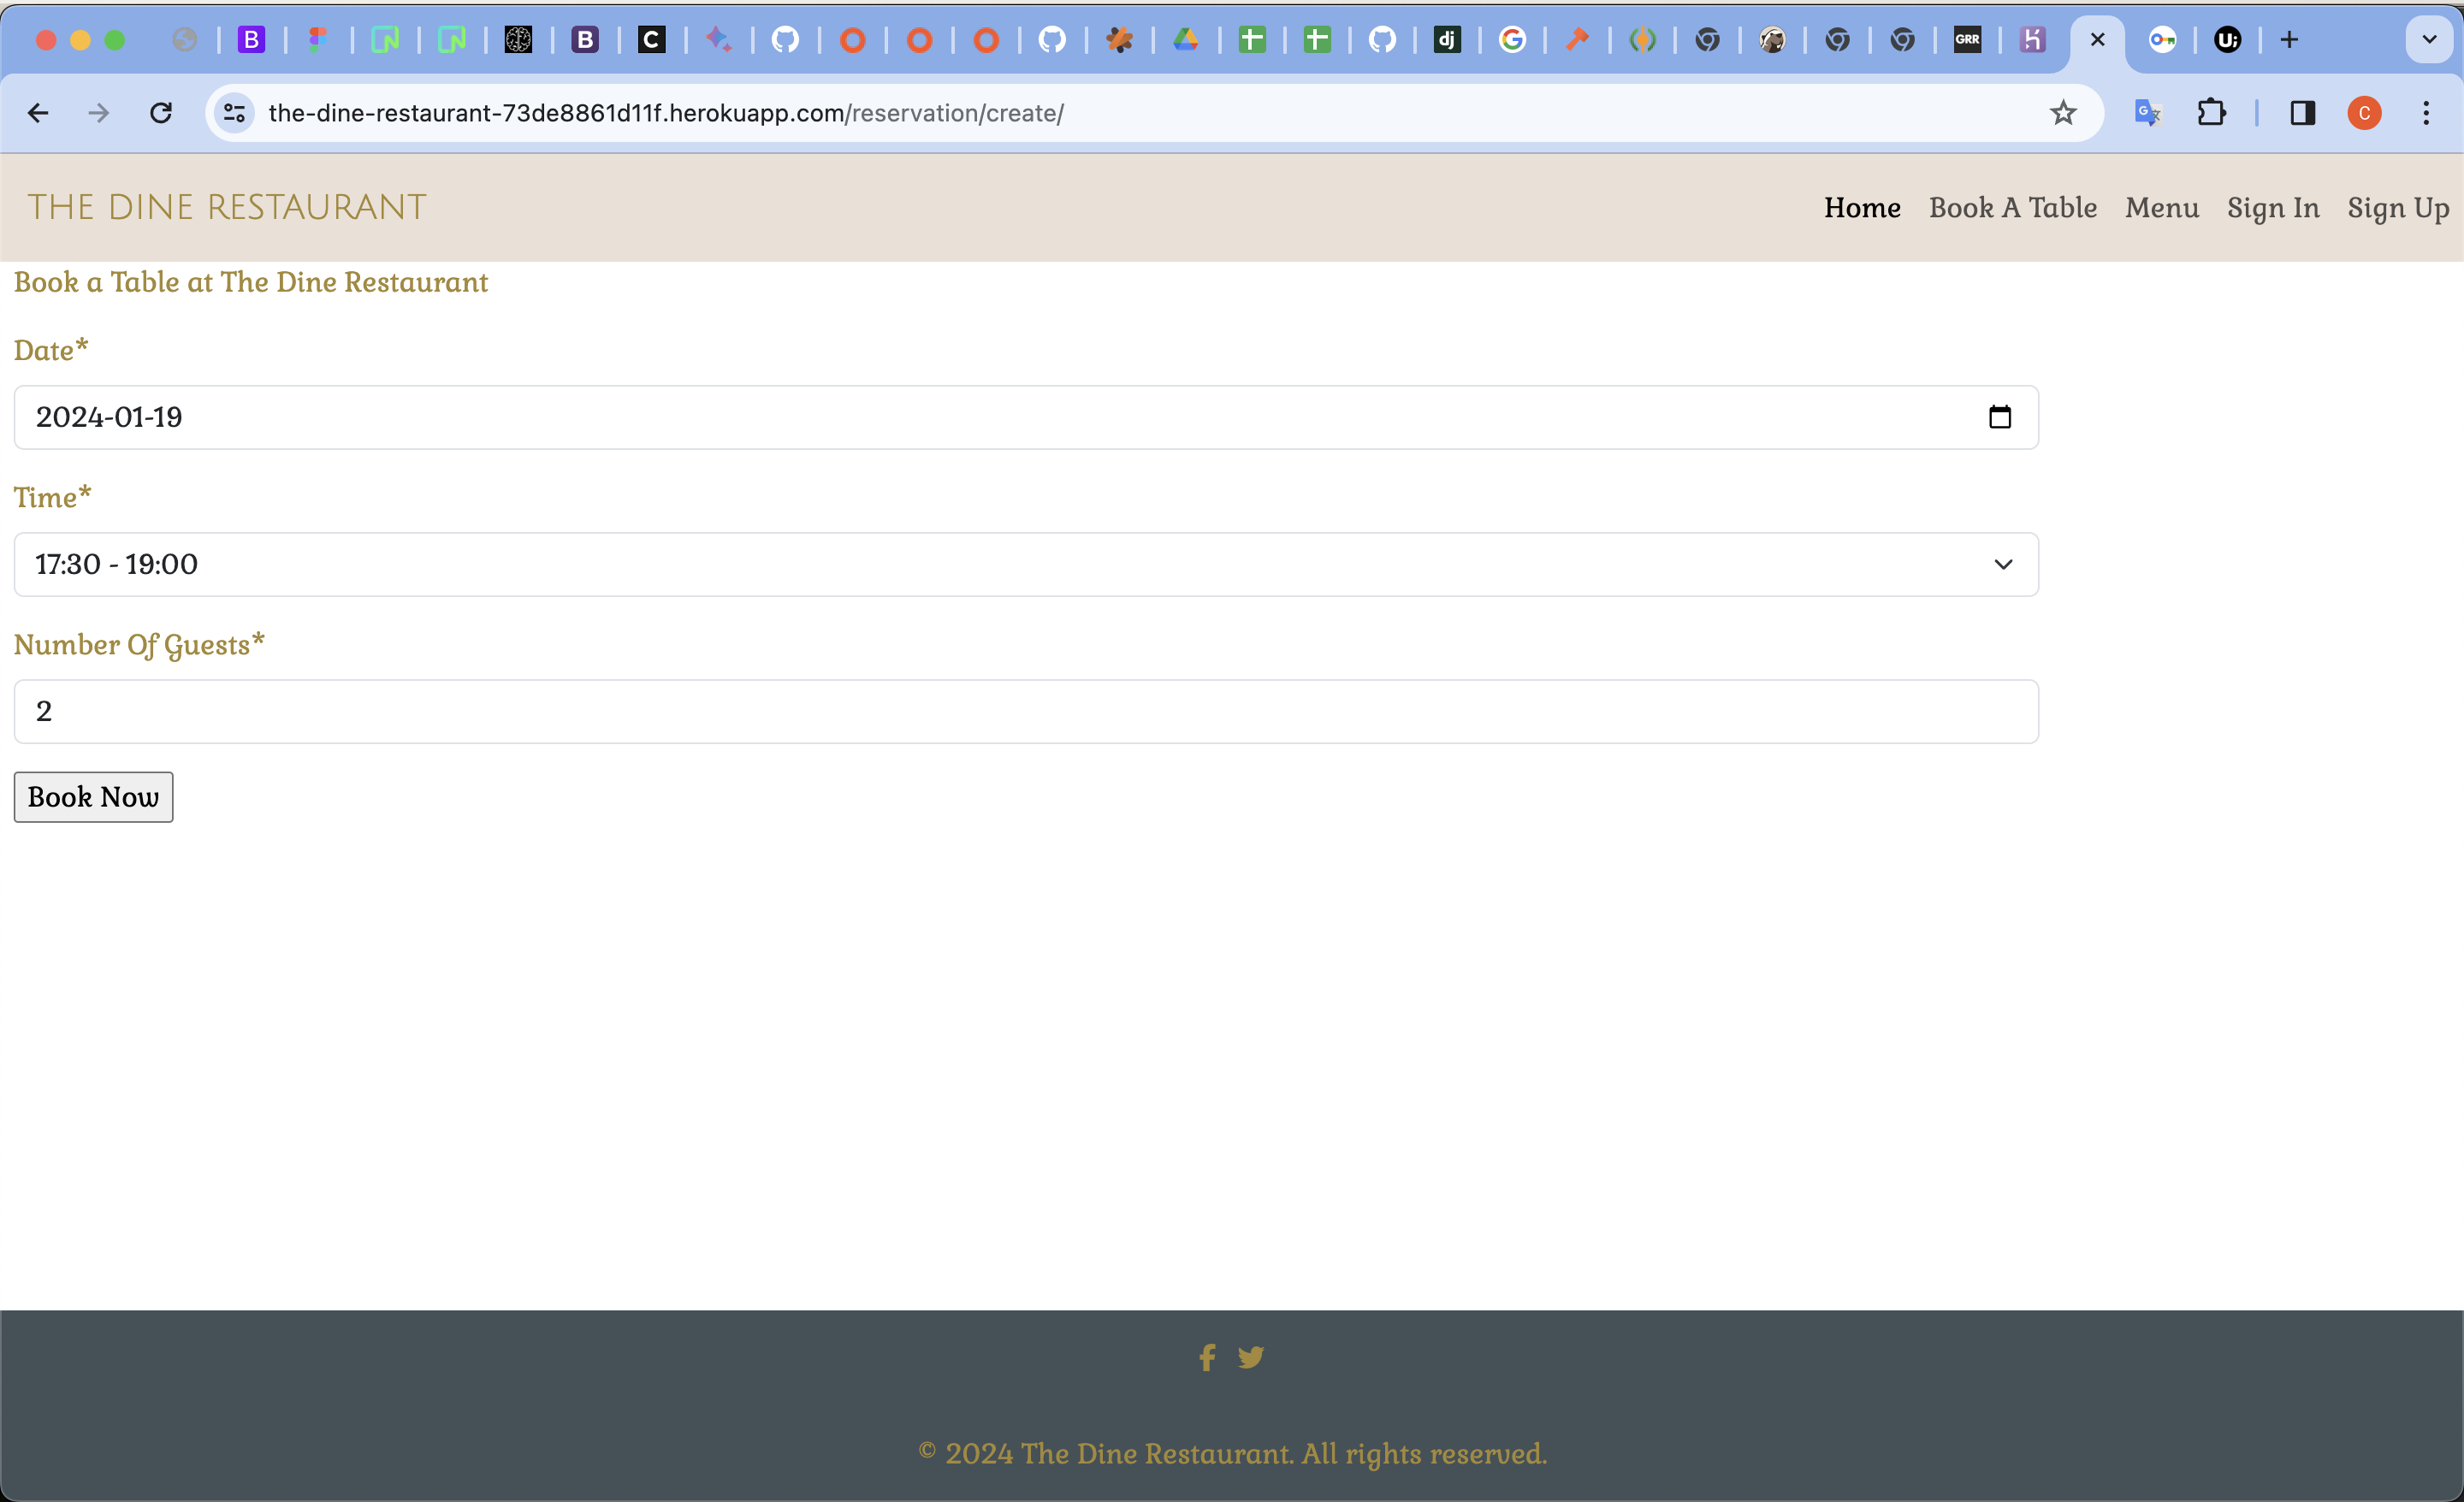 the-dine-restaurant-73de8861d11f.herokuapp.com/reservation/create/
C
THE DINE RESTAURANT
Home Book A Table Menu Sign In Sign Up
Book a Table at The Dine Restaurant
Date*
2024-01-19
Time*
17:30 - 19:00
Number Of Guests*
2
Book Now
© 2024 The Dine Restaurant. All rights reserved.